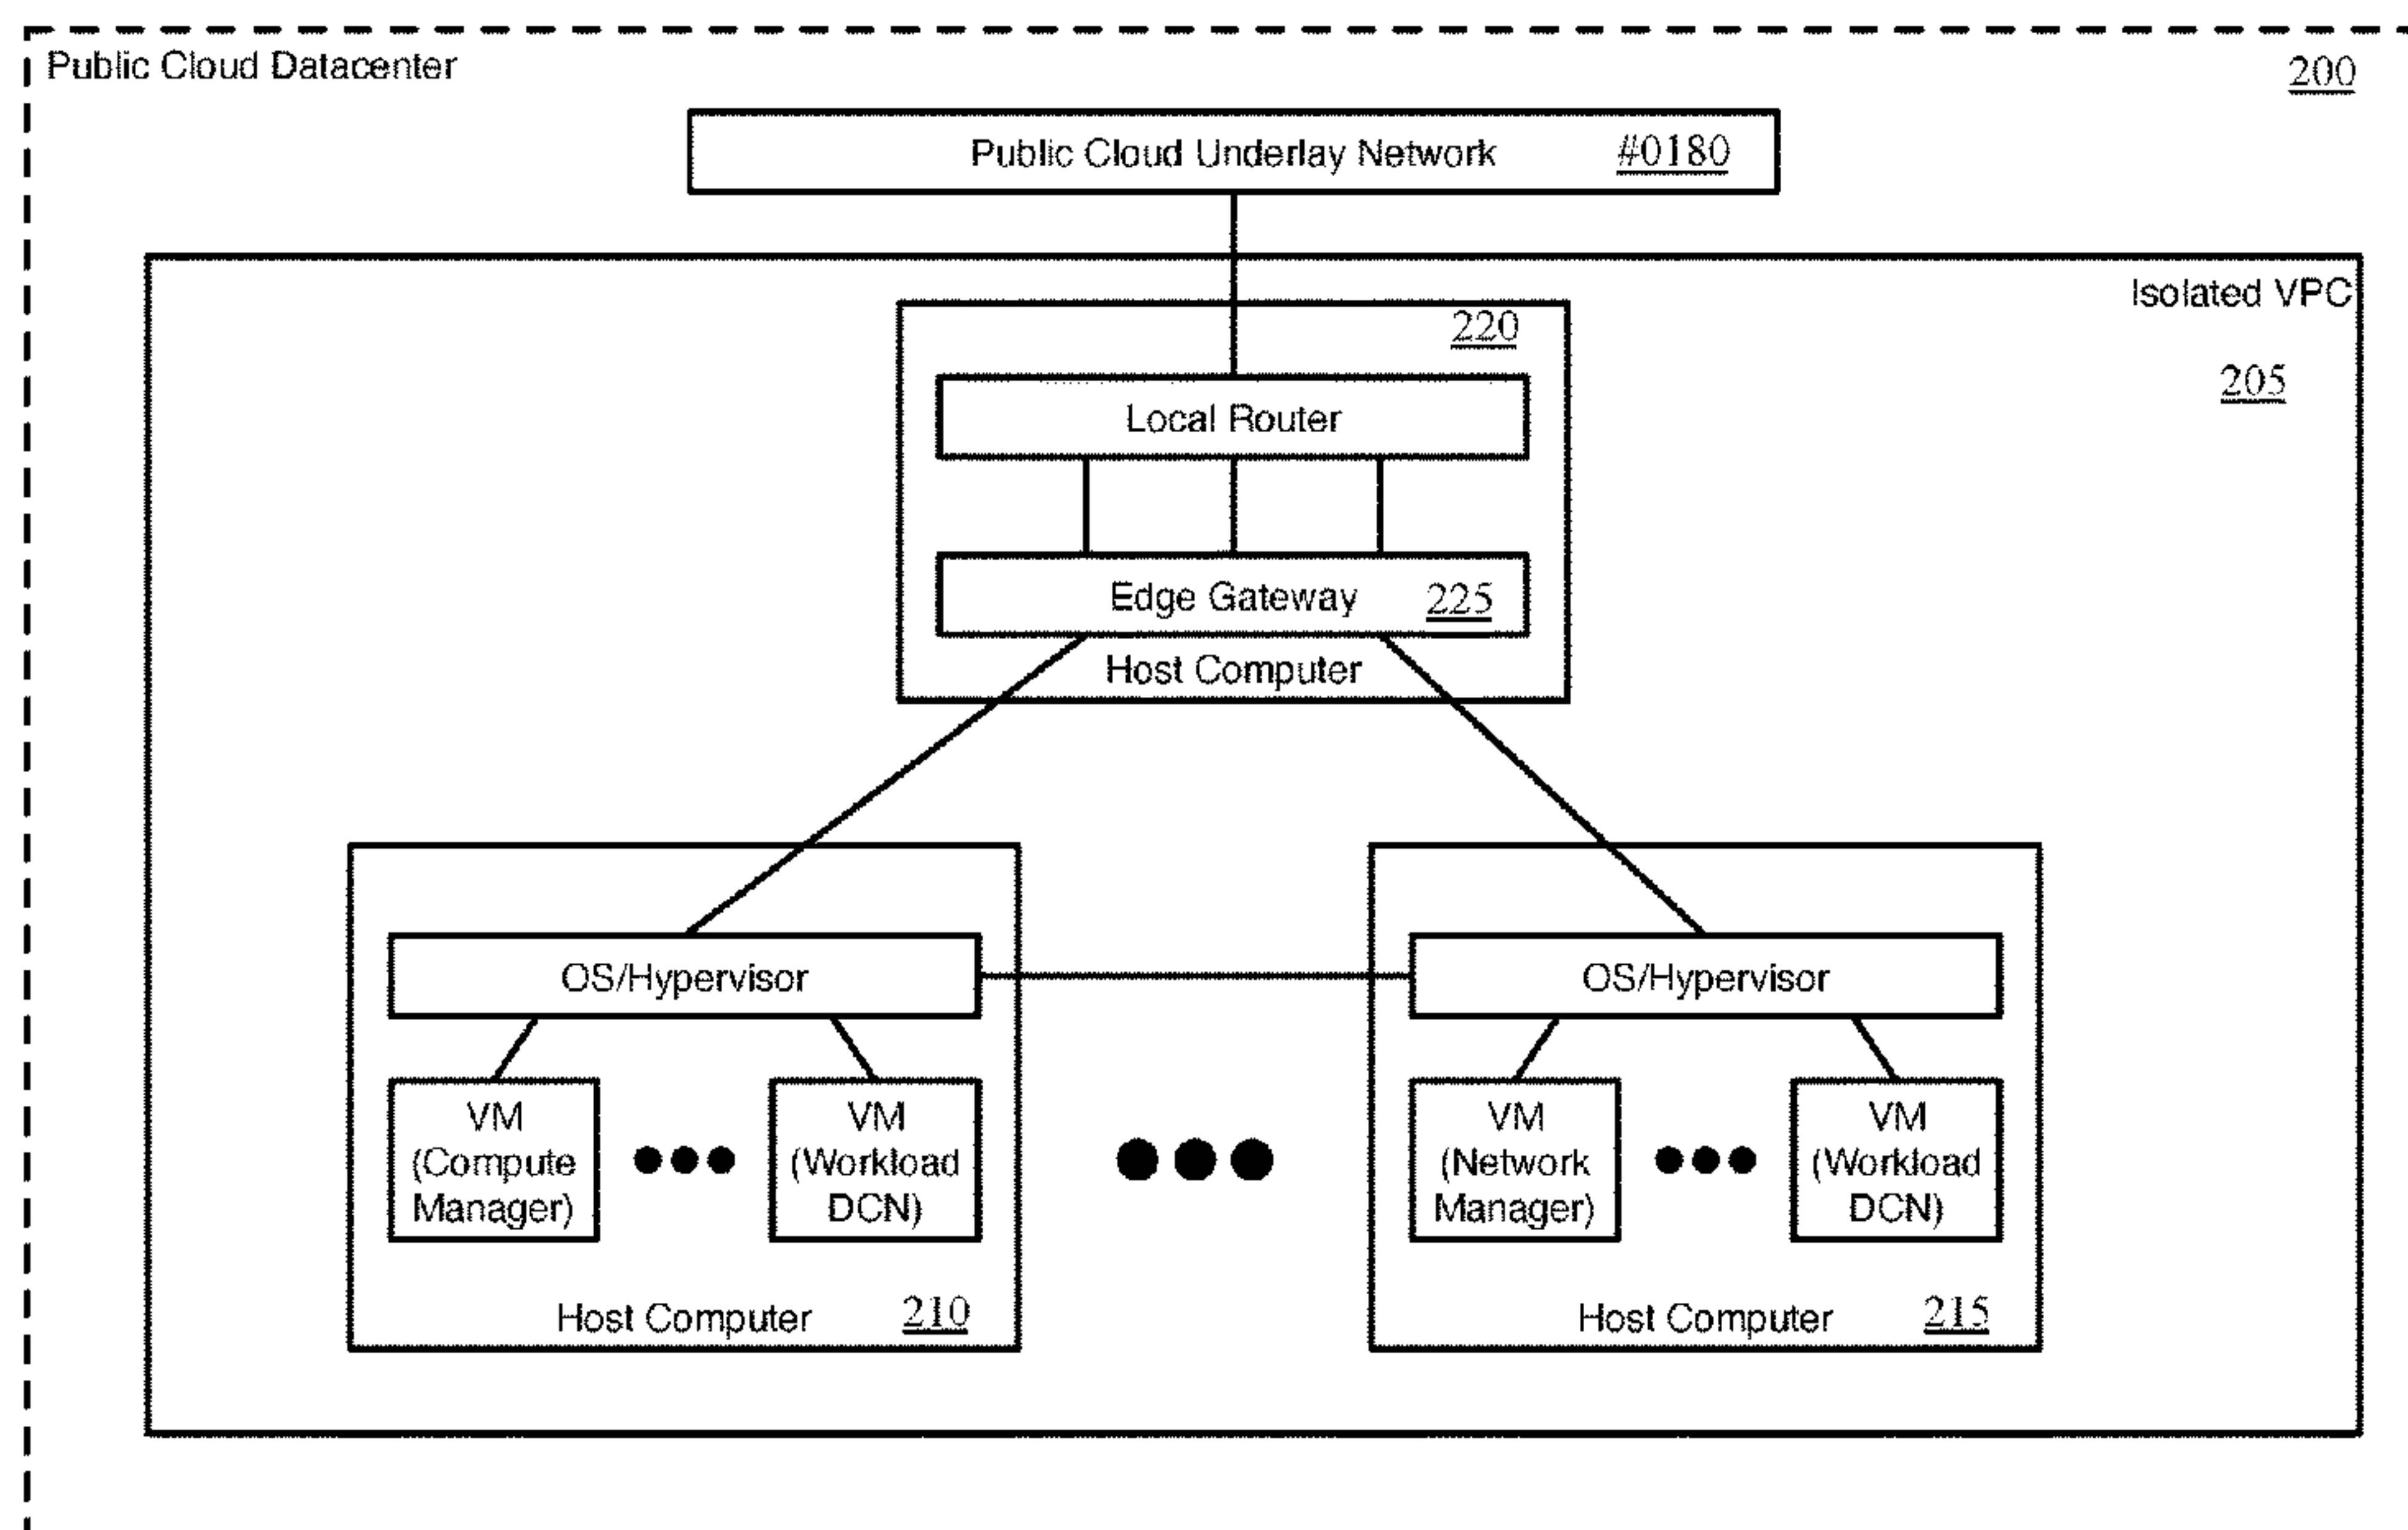 Public Cloud Datacenter
200
Public Cloud Underlay Network #0180
Isolated VPC
205
220
Local Router
Edge Gateway 225
Host Computer
OS/Hypervisor
VM
(Compute
Manager)
VM
(Workload
DCN)
Host Computer 210
OS/Hypervisor
VM
(Network
Manager)
VM
(Workload
DCN)
Host Computer 215